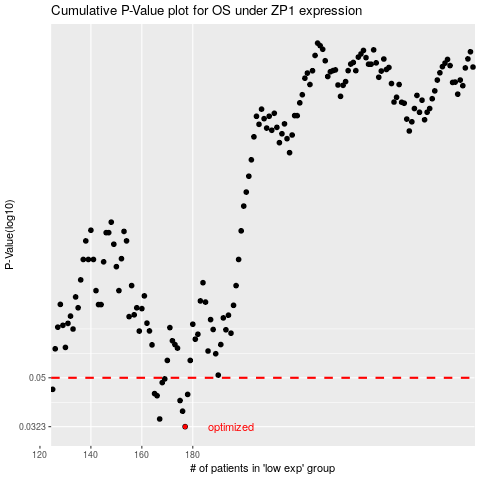 Cumulative P-Value plot for OS under ZP1 expression
P-Value(log10)
0.05
0.0323
optimized
120 140 160 180
# of patients in 'low exp' group